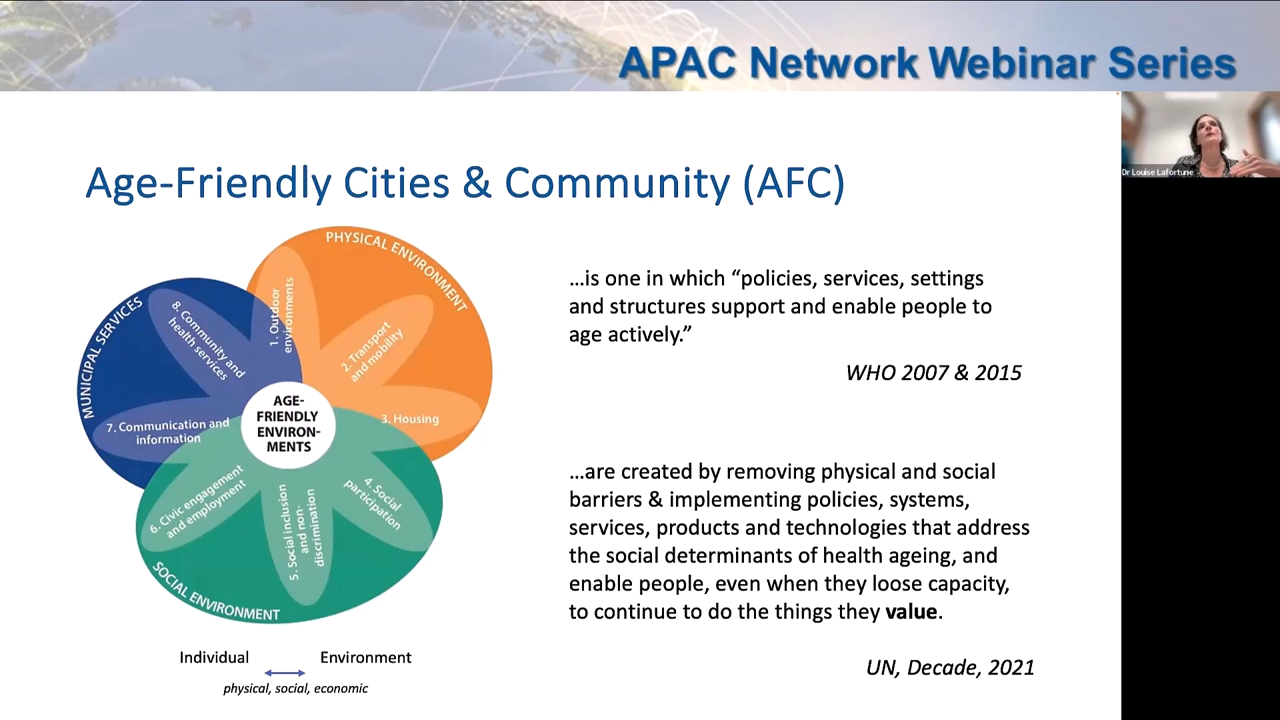 APAC Network Webinar Series
Dr Louise Lafortune
Age-Friendly Cities & Community (AFC)
PHYSICAL ENVIRONMENT
1. Outdoor
environments
2. Transport
and mobility
3. Housing
MUNICIPAL SERVICES
8. Community and
health services
7. Communication and
information
AGE-
FRIENDLY
ENVIRON-
MENTS
4. Social
participation
5. Social inclusion
and non-
discrimination
6. Civic engagement
and employment
SOCIAL ENVIRONMENT
Individual
Environment
physical, social, economic
...is one in which “policies, services, settings
and structures support and enable people to
age actively.”
WHO 2007 & 2015
...are created by removing physical and social
barriers & implementing policies, systems,
services, products and technologies that address
the social determinants of health ageing, and
enable people, even when they loose capacity,
to continue to do the things they value.
UN, Decade, 2021